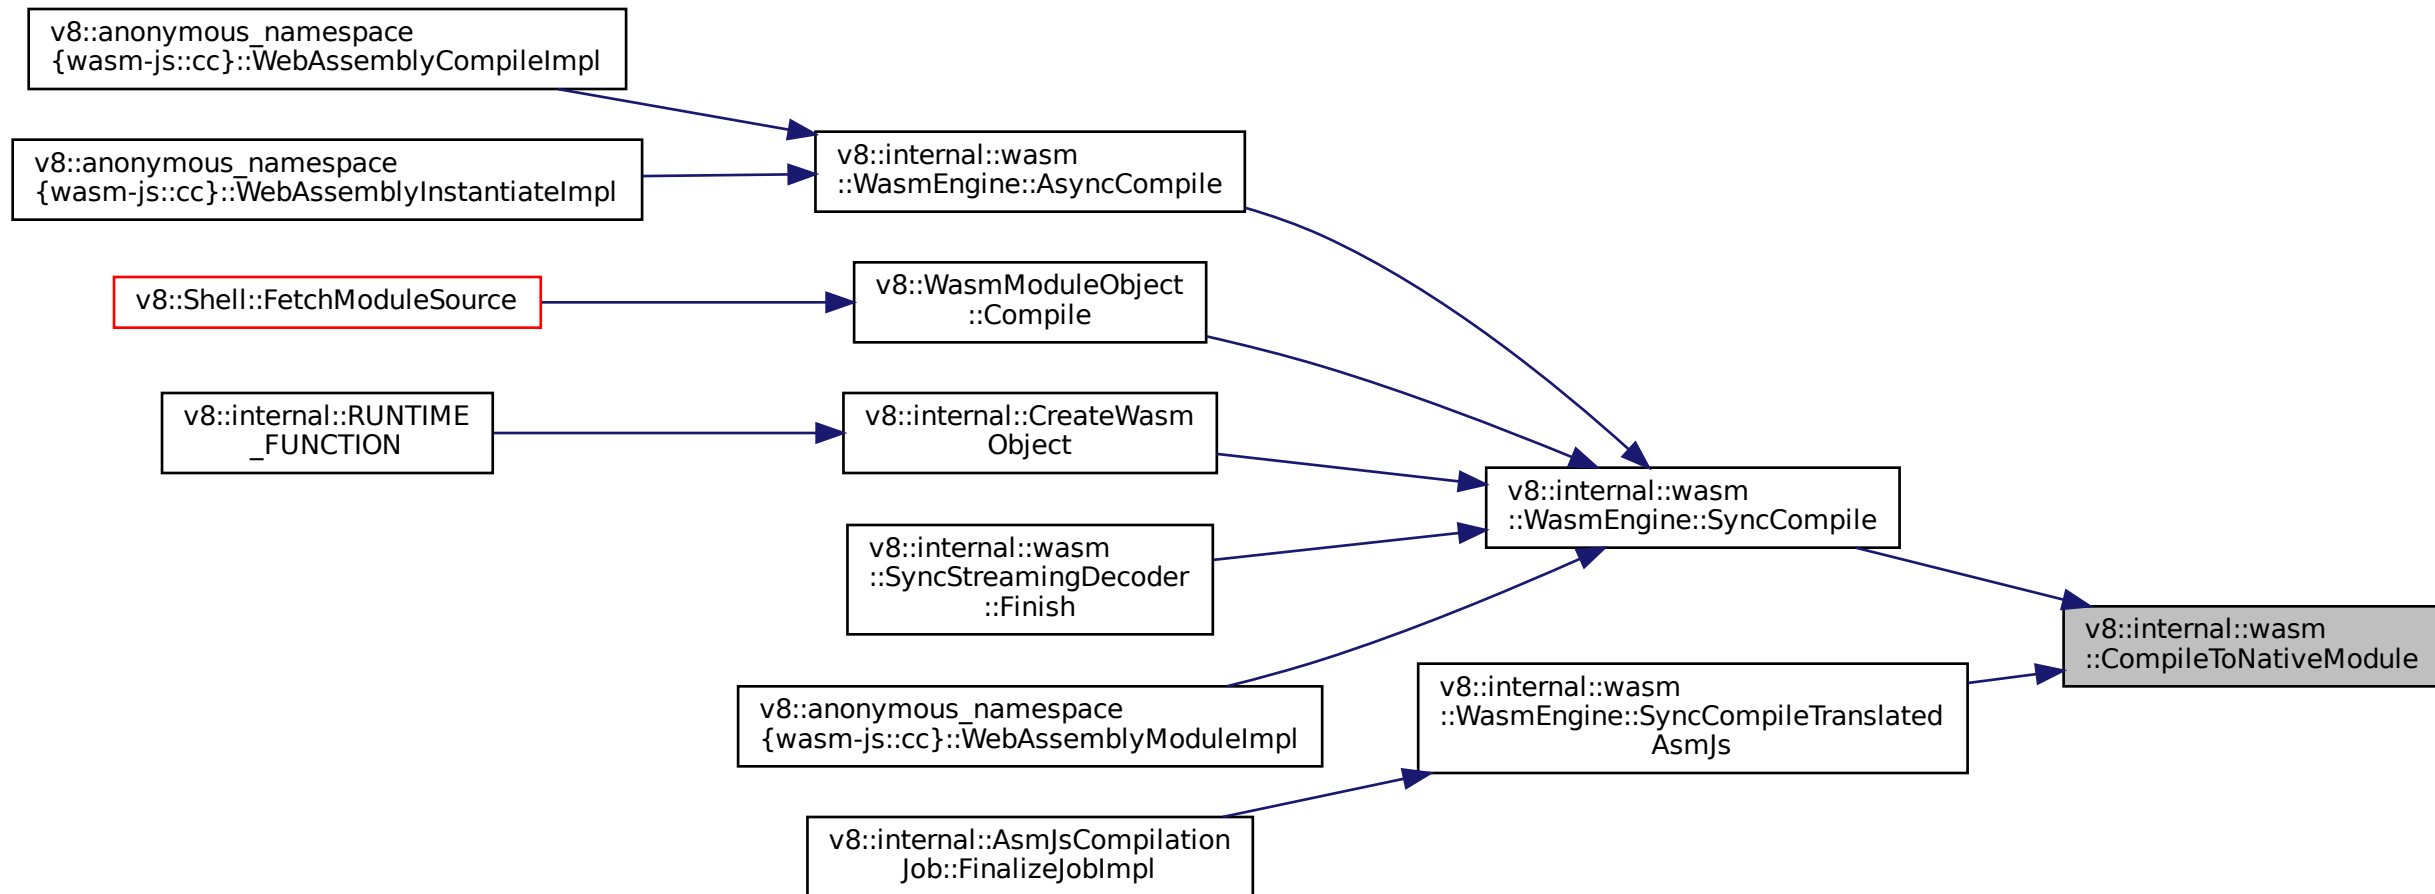 v8::anonymous_namespace
{wasm-js::cc}::WebAssemblyCompileImpl
v8::anonymous_namespace
{wasm-js::cc}::WebAssemblyInstantiateImpl
v8::internal::wasm
::WasmEngine::AsyncCompile
v8::Shell::FetchModuleSource
v8::WasmModuleObject
::Compile
v8::internal::RUNTIME
_FUNCTION
v8::internal::CreateWasm
Object
v8::internal::wasm
::WasmEngine::SyncCompile
v8::internal::wasm
::SyncStreamingDecoder
::Finish
v8::internal::wasm
::CompileToNativeModule
v8::anonymous_namespace
{wasm-js::cc}::WebAssemblyModuleImpl
v8::internal::wasm
::WasmEngine::SyncCompileTranslated
AsmJs
v8::internal::AsmJsCompilation
Job::FinalizeJobImpl